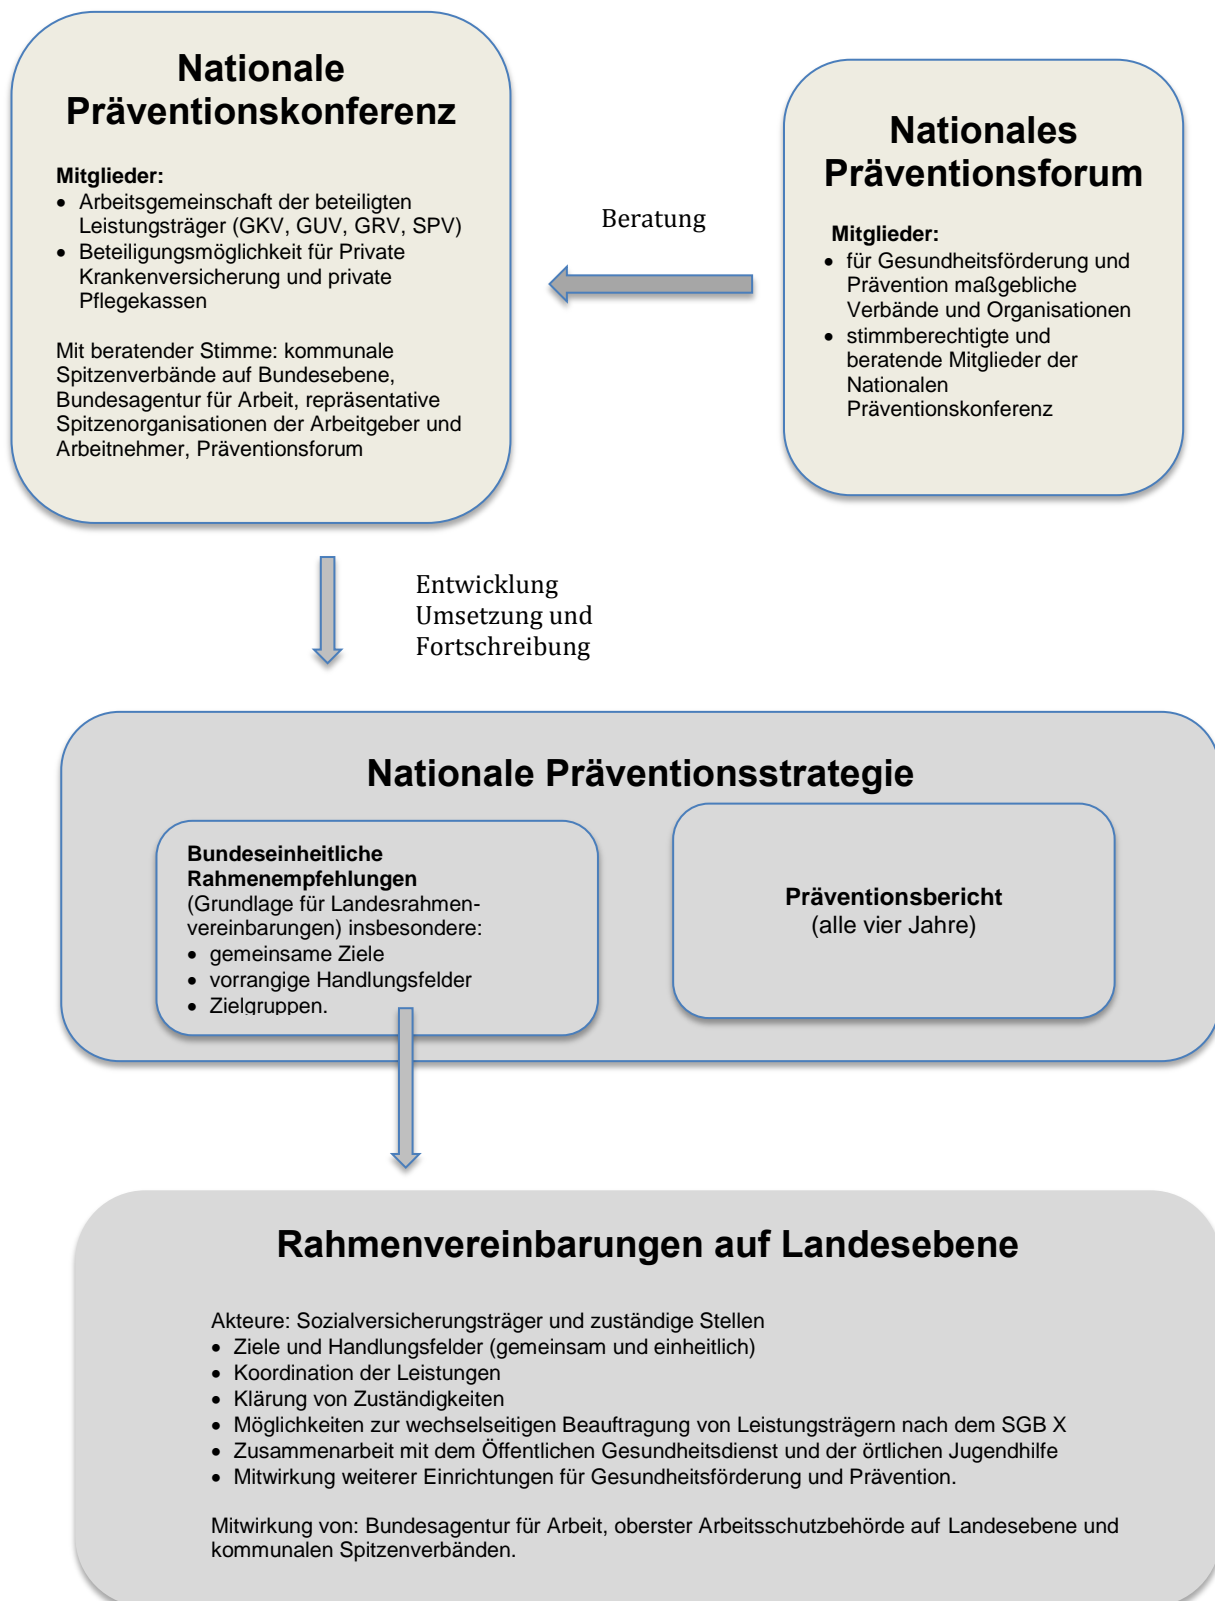 Nationale
Präventionskonferenz
Mitglieder:
• Arbeitsgemeinschaft der beteiligten
Leistungsträger (GKV, GUV, GRV, SPV)
• Beteiligungsmöglichkeit für Private
Krankenversicherung und private
Pflegekassen
Mit beratender Stimme: kommunale
Spitzenverbände auf Bundesebene,
Bundesagentur für Arbeit, repräsentative
Spitzenorganisationen der Arbeitgeber und
Arbeitnehmer, Präventionsforum
Beratung
Nationales
Präventionsforum
Mitglieder:
• für Gesundheitsförderung und
Prävention maßgebliche
Verbände und Organisationen
• stimmberechtigte und
beratende Mitglieder der
Nationalen
Präventionskonferenz
Entwicklung
Umsetzung und
Fortschreibung
Nationale Präventionsstrategie
Bundeseinheitliche
Rahmenempfehlungen
(Grundlage für Landesrahmen-
vereinbarungen) insbesondere:
• gemeinsame Ziele
• vorrangige Handlungsfelder
• Zielgruppen.
Präventionsbericht
(alle vier Jahre)
Rahmenvereinbarungen auf Landesebene
Akteure: Sozialversicherungsträger und zuständige Stellen
• Ziele und Handlungsfelder (gemeinsam und einheitlich)
• Koordination der Leistungen
• Klärung von Zuständigkeiten
• Möglichkeiten zur wechselseitigen Beauftragung von Leistungsträgern nach dem SGB X
• Zusammenarbeit mit dem Öffentlichen Gesundheitsdienst und der örtlichen Jugendhilfe
• Mitwirkung weiterer Einrichtungen für Gesundheitsförderung und Prävention.
Mitwirkung von: Bundesagentur für Arbeit, oberster Arbeitsschutzbehörde auf Landesebene und
kommunalen Spitzenverbänden.